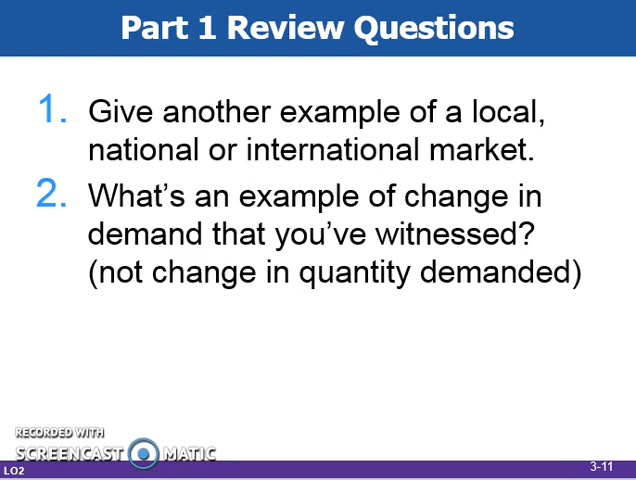 Part 1 Review Questions
1. Give another example of a local,
national or international market.
2. What's an example of change in
demand that you've witnessed?
(not change in quantity demanded)
RECORDED WITH
SCREENCAST MATIC
LO2
3-11